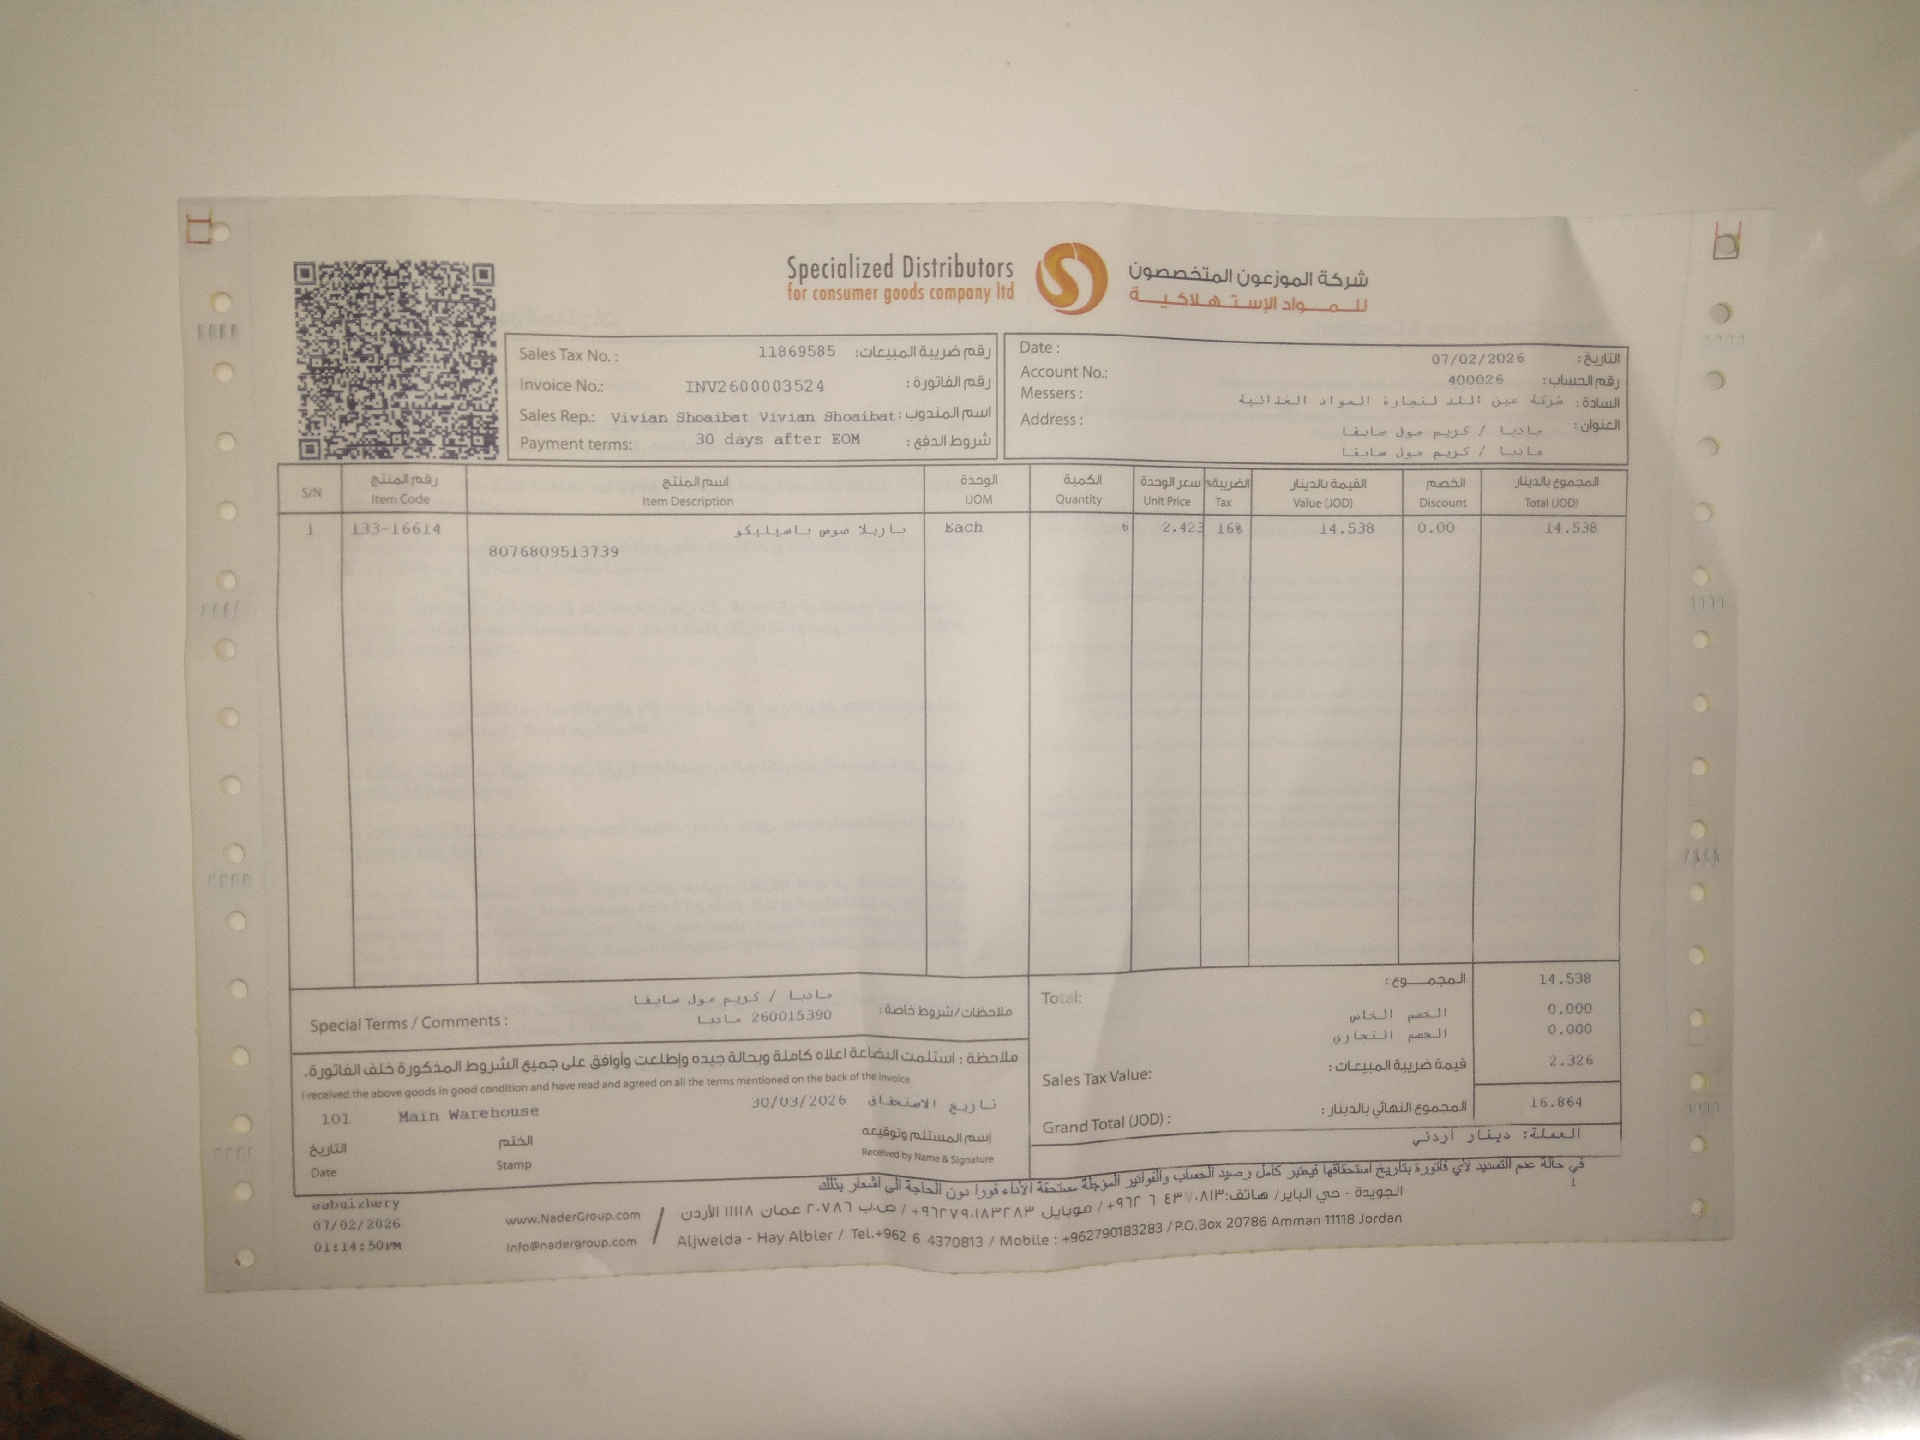 Specialized Distributors
for consumer goods company ltd
شركة الموزعون المتخصصون
للمواد الإستهلاكية
Sales Tax No.: 11869585 رقم ضريبة المبيعات:
Invoice No.: INV2600003524 رقم الفاتورة:
Sales Rep.: Vivian Shoaibat Vivian Shoaibat اسم المندوب:
Payment terms: 30 days after EOM شروط الدفع:
Date : 07/02/2026 التاريخ:
Account No.: 400026 رقم الحساب:
Messers : شركة عين اللد لتجارة المواد الغذائية السادة:
Address : مادبا / كريم مول سابقا العنوان:
مادبا / كريم مول سابقا
رقم المنتج اسم المنتج الوحدة الكمية سعر الوحدة الضريبة% القيمة بالدينار الخصم المجموع بالدينار
S/N Item Code Item Description UOM Quantity Unit Price Tax Value (JOD) Discount Total (JOD)
1 133-16614 باريلا صوص باسيليكو Each 6 2.423 16% 14.538 0.00 14.538
8076809513739
Total: المجموع: 14.538
الخصم الخاص 0.000
الخصم التجاري 0.000
Sales Tax Value: قيمة ضريبة المبيعات: 2.326
Grand Total (JOD) : المجموع النهائي بالدينار: 16.864
العملة: دينار أردني
Special Terms / Comments : مادبا / كريم مول سابقا ملاحظات/شروط خاصة:
260015390 مادبا
ملاحظة : استلمت البضاعة اعلاه كاملة وبحالة جيده وإطلعت وأوافق على جميع الشروط المذكورة خلف الفاتورة.
I received the above goods in good condition and have read and agreed on all the terms mentioned on the back of the invoice
101 Main Warehouse 30/03/2026 تاريخ الاستحقاق
التاريخ الختم إسم المستلم وتوقيعه
Date Stamp Received by Name & Signature
في حالة عدم التسديد لأي فاتورة بتاريخ استحقاقها فيعتبر كامل رصيد الحساب والفواتير المؤجلة مستحقة الأداء فورا دون الحاجة الى اشعار بذلك
1
07/02/2026
01:14:50PM
www.NaderGroup.com
Info@nadergroup.com
الجويدة - حي الباير/ هاتف: ٤٣٧٠٨١٣ ٦ ٩٦٢+ / موبايل ٩٦٢٧٩٠١٨٣٢٨٣+ / ص.ب ٢٠٧٨٦ عمان ١١١١٨ الأردن
AlJweida - Hay Albier / Tel.+962 6 4370813 / Mobile : +962790183283 / P.O.Box 20786 Amman 11118 Jordan